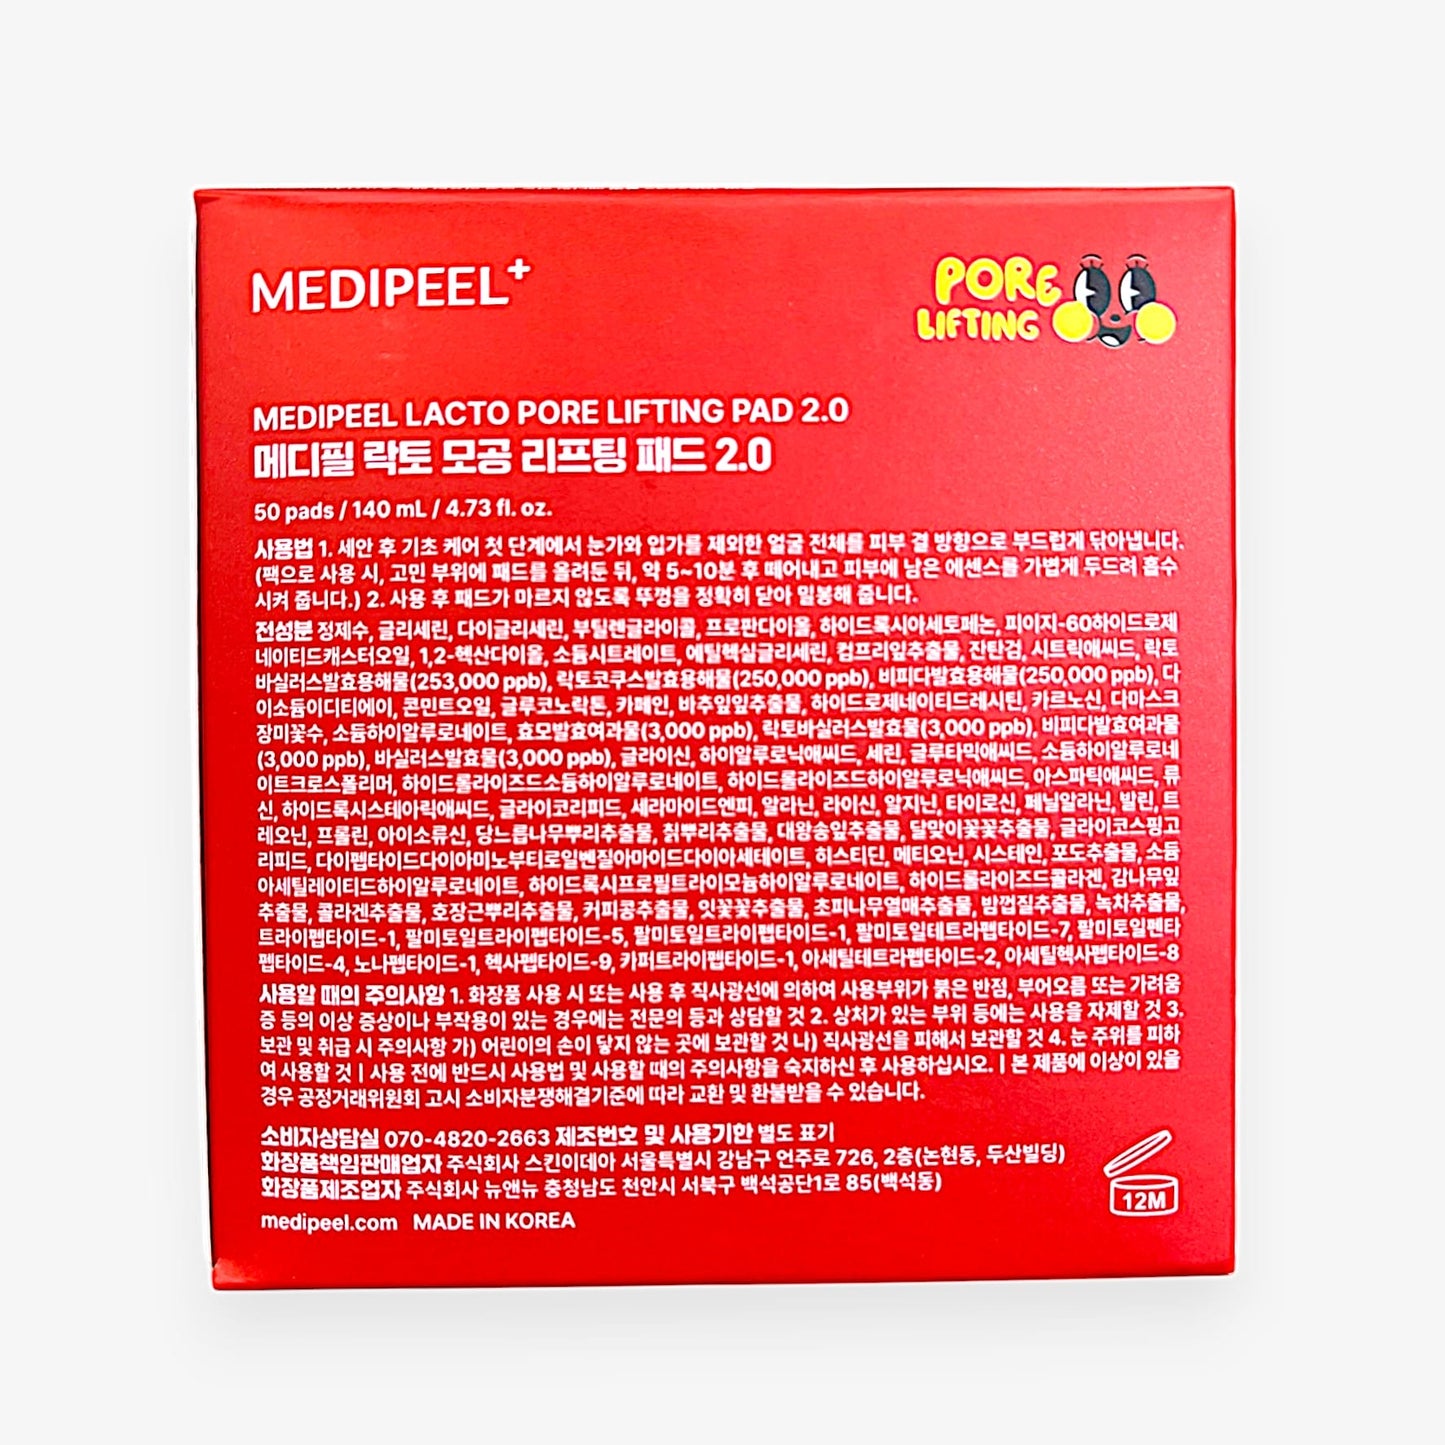 MEDIPEEL+
PORE
LIFTING
MEDIPEEL LACTO PORE LIFTING PAD 2.0
메디필 락토 모공 리프팅 패드 2.0
50 pads / 140 mL / 4.73 fl. oz.
사용법 1. 세안 후 기초 케어 첫 단계에서 눈가와 입가를 제외한 얼굴 전체를 피부 결 방향으로 부드럽게 닦아냅니다.
(팩으로 사용 시, 고민 부위에 패드를 올려둔 뒤, 약 5~10분 후 떼어내고 피부에 남은 에센스를 가볍게 두드려 흡수
시켜 줍니다.) 2. 사용 후 패드가 마르지 않도록 뚜껑을 정확히 닫아 밀봉해 줍니다.
전성분 정제수, 글리세린, 다이글리세린, 부틸렌글라이콜, 프로판다이올, 하이드록시아세토페논, 피이지-60하이드로제
네이티드캐스터오일, 1,2-헥산다이올, 소듐시트레이트, 에틸헥실글리세린, 컴프리잎추출물, 잔탄검, 시트릭애씨드, 락토
바실러스발효용해물(253,000 ppb), 락토코쿠스발효용해물(250,000 ppb), 비피다발효용해물(250,000 ppb), 다
이소듐이디티에이, 콘민트오일, 글루코노락톤, 카페인, 바추잎잎추출물, 하이드로제네이티드레시틴, 카르노신, 다마스크
장미꽃수, 소듐하이알루로네이트, 효모발효여과물(3,000 ppb), 락토바실러스발효물(3,000 ppb), 비피다발효여과물
(3,000 ppb), 바실러스발효물(3,000 ppb), 글라이신, 하이알루로닉애씨드, 세린, 글루타믹애씨드, 소듐하이알루로네
이트크로스폴리머, 하이드롤라이즈드소듐하이알루로네이트, 하이드롤라이즈드하이알루로닉애씨드, 아스파틱애씨드, 류
신, 하이드록시스테아릭애씨드, 글라이코리피드, 세라마이드엔피, 알라닌, 라이신, 알지닌, 타이로신, 페닐알라닌, 발린, 트
레오닌, 프롤린, 아이소류신, 당느릅나무뿌리추출물, 칡뿌리추출물, 대왕송잎추출물, 달맞이꽃꽃추출물, 글라이코스핑고
리피드, 다이펩타이드다이아미노부티로일벤질아마이드다이아세테이트, 히스티딘, 메티오닌, 시스테인, 포도추출물, 소듐
아세틸레이티드하이알루로네이트, 하이드록시프로필트라이모늄하이알루로네이트, 하이드롤라이즈드콜라겐, 감나무잎
추출물, 콜라겐추출물, 호장근뿌리추출물, 커피콩추출물, 잇꽃꽃추출물, 초피나무열매추출물, 밤껍질추출물, 녹차추출물,
트라이펩타이드-1, 팔미토일트라이펩타이드-5, 팔미토일트라이펩타이드-1, 팔미토일테트라펩타이드-7, 팔미토일펜타
펩타이드-4, 노나펩타이드-1, 헥사펩타이드-9, 카퍼트라이펩타이드-1, 아세틸테트라펩타이드-2, 아세틸헥사펩타이드-8
사용할 때의 주의사항 1. 화장품 사용 시 또는 사용 후 직사광선에 의하여 사용부위가 붉은 반점, 부어오름 또는 가려움
증 등의 이상 증상이나 부작용이 있는 경우에는 전문의 등과 상담할 것 2. 상처가 있는 부위 등에는 사용을 자제할 것 3.
보관 및 취급 시 주의사항 가) 어린이의 손이 닿지 않는 곳에 보관할 것 나) 직사광선을 피해서 보관할 것 4. 눈 주위를 피하
여 사용할 것 | 사용 전에 반드시 사용법 및 사용할 때의 주의사항을 숙지하신 후 사용하십시오. | 본 제품에 이상이 있을
경우 공정거래위원회 고시 소비자분쟁해결기준에 따라 교환 및 환불받을 수 있습니다.
소비자상담실 070-4820-2663 제조번호 및 사용기한 별도 표기
화장품책임판매업자 주식회사 스킨이데아 서울특별시 강남구 언주로 726, 2층(논현동, 두산빌딩)
화장품제조업자 주식회사 뉴앤뉴 충청남도 천안시 서북구 백석공단1로 85(백석동)
12M
medipeel.com MADE IN KOREA